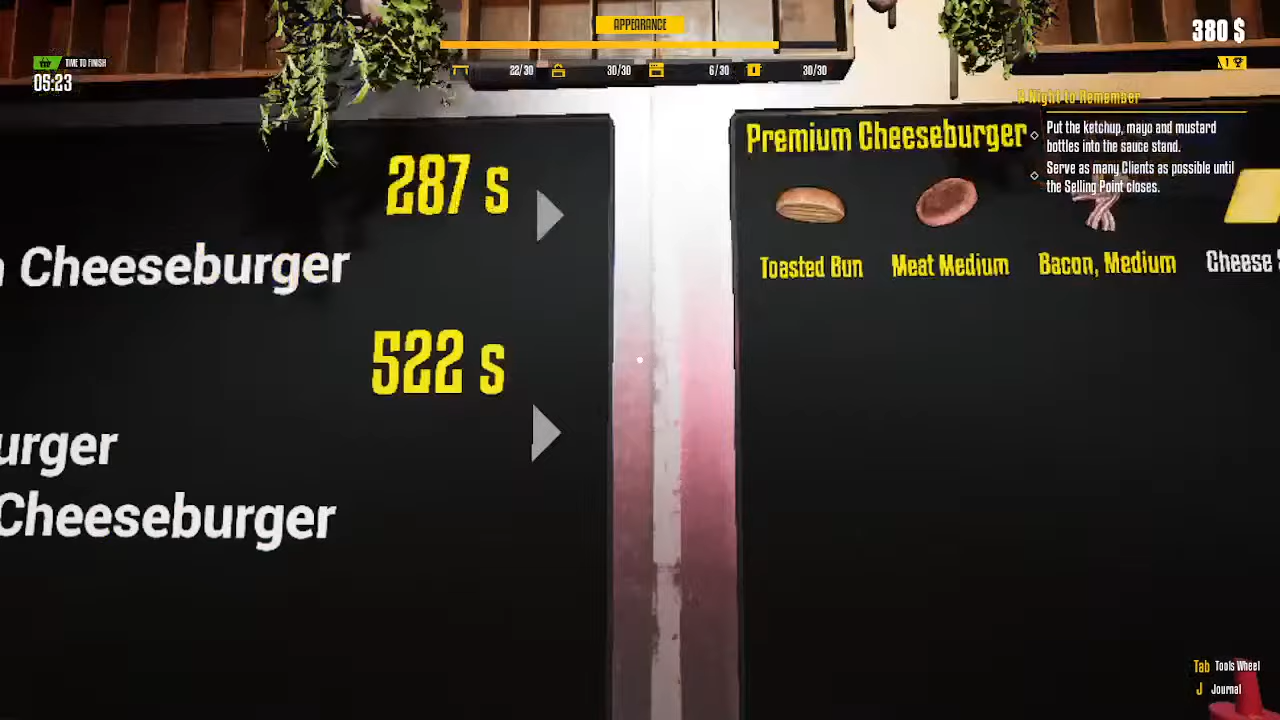 APPEARANCE
380 $
TIME TO FINISH
05:23
22/30
30/30
6/30
30/30
1
A Night to Remember
Put the ketchup, mayo and mustard
bottles into the sauce stand.
Serve as many Clients as possible until
the Selling Point closes.
287 s
Cheeseburger
522 s
urger
Cheeseburger
Premium Cheeseburger
Toasted Bun
Meat Medium
Bacon, Medium
Cheese S
Tab Tools Wheel
J Journal